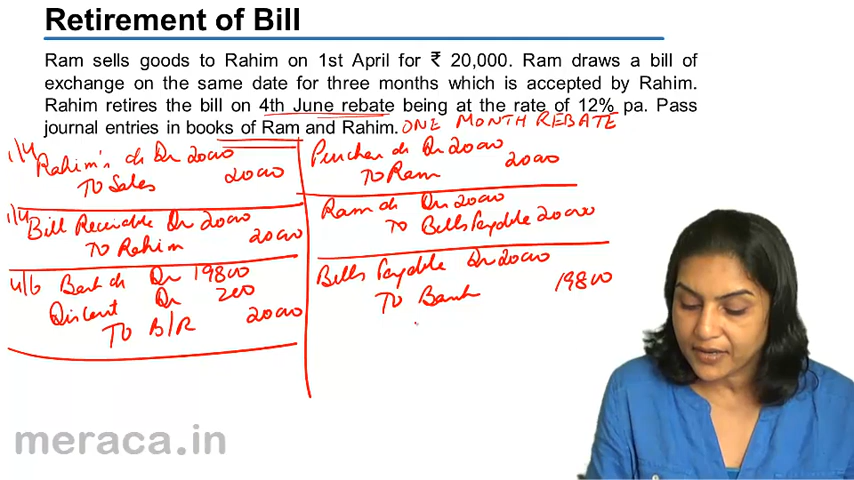 Retirement of Bill
Ram sells goods to Rahim on 1st April for ₹ 20,000. Ram draws a bill of
exchange on the same date for three months which is accepted by Rahim.
Rahim retires the bill on 4th June rebate being at the rate of 12% pa. Pass
journal entries in books of Ram and Rahim. ONE MONTH REBATE
1/4 Rahim's Dr 20000
To Sales 20000
1/4 Bill Receivable Dr 20000
To Rahim 20000
4/6 Bank Dr 19800
Discount Dr 200
To B/R 20000
Dr 20000
To Ram 20000
Ram Dr 20000
To Bills Payable 20000
Bills Payable Dr 20000
To Bank 19800
meraca.in